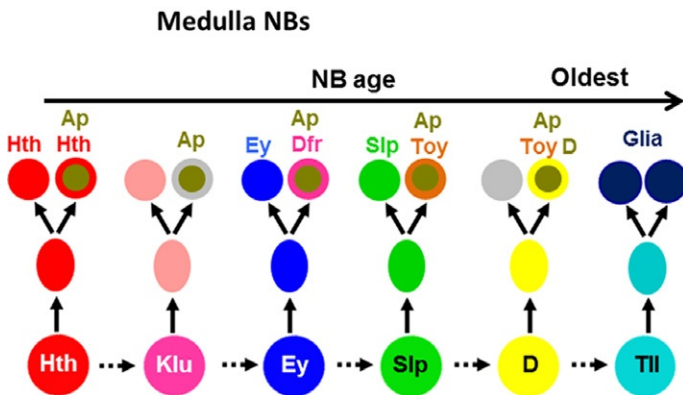 Medulla NBs
NB age Oldest
Ap Ap Ap Ap Ap
Hth Hth Ey Dfr Slp Toy Toy D Glia
Hth Klu Ey Slp D Tll